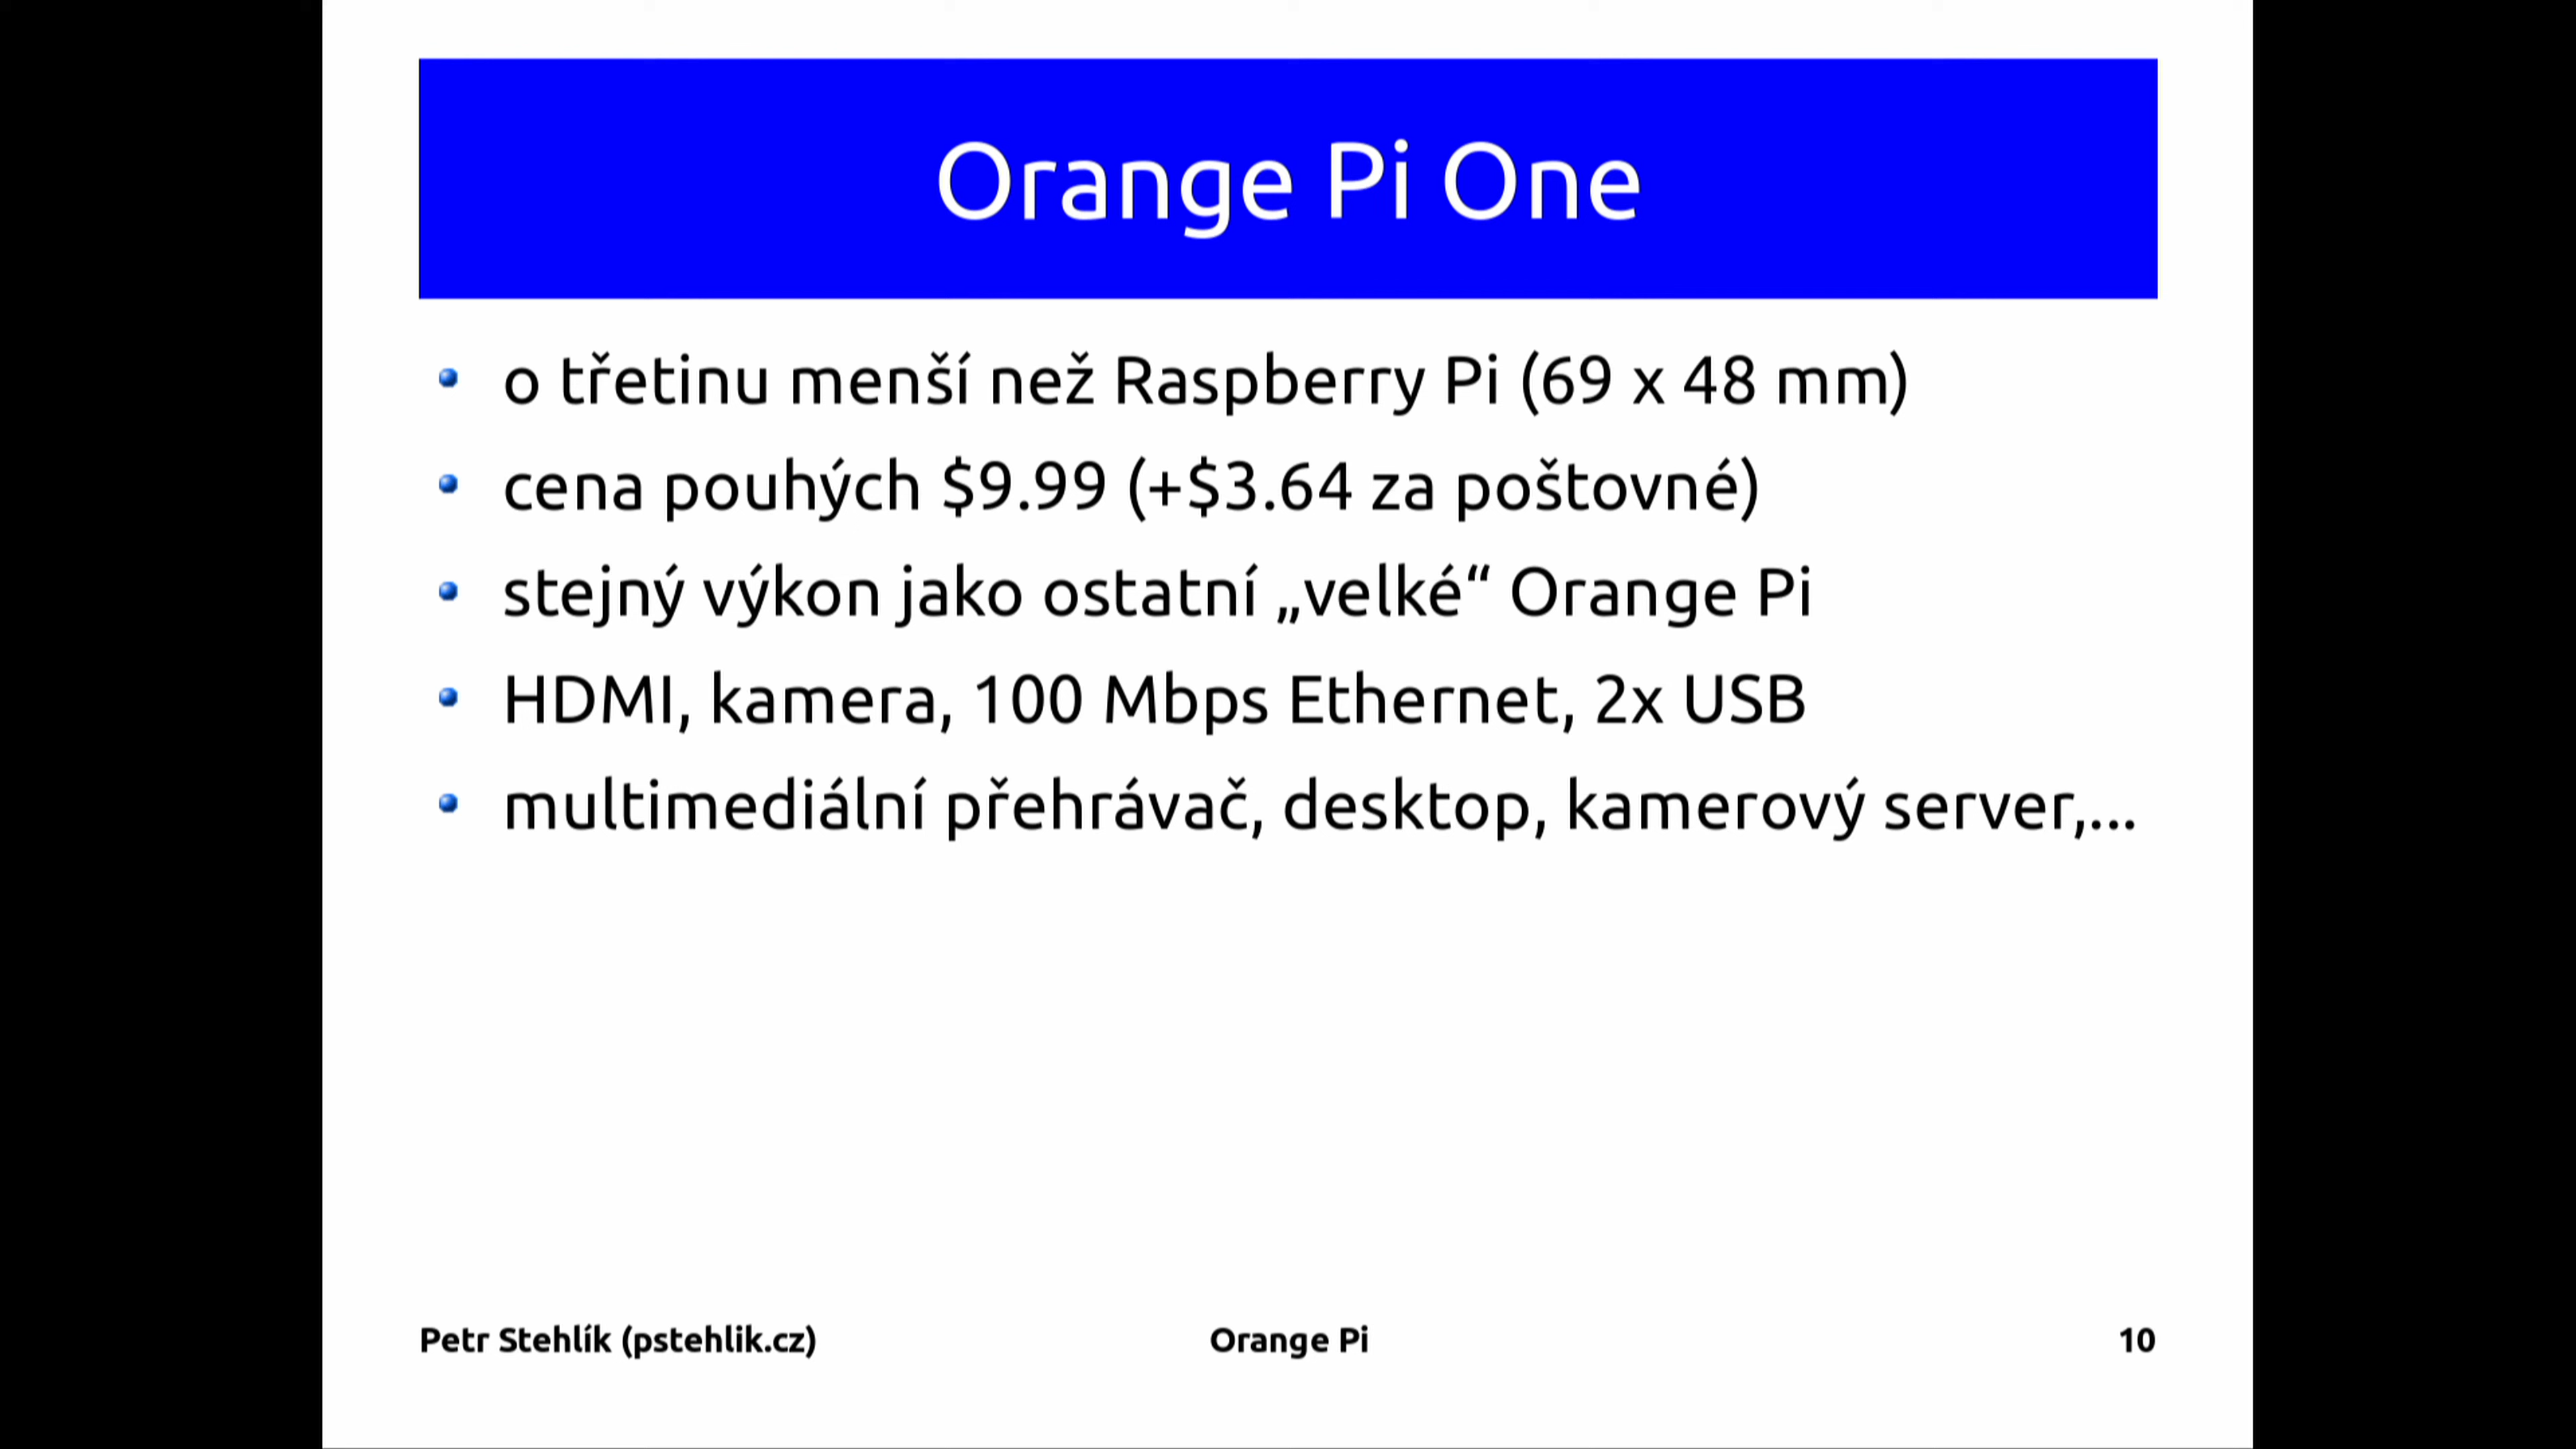 Orange Pi One
o třetinu menší než Raspberry Pi (69 x 48 mm)
cena pouhých $9.99 (+$3.64 za poštovné)
stejný výkon jako ostatní „velké“ Orange Pi
HDMI, kamera, 100 Mbps Ethernet, 2x USB
multimediální přehrávač, desktop, kamerový server,...
Petr Stehlík (pstehlik.cz)
Orange Pi
10